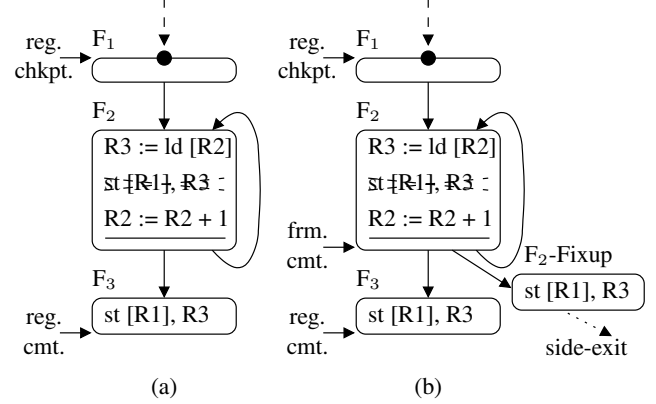 reg.
chkpt.
F1
F2
R3 := ld [R2]
st [R1], R3
R2 := R2 + 1
F3
st [R1], R3
reg.
cmt.
(a)
reg.
chkpt.
F1
F2
R3 := ld [R2]
st [R1], R3
R2 := R2 + 1
frm.
cmt.
F2-Fixup
st [R1], R3
side-exit
F3
st [R1], R3
reg.
cmt.
(b)